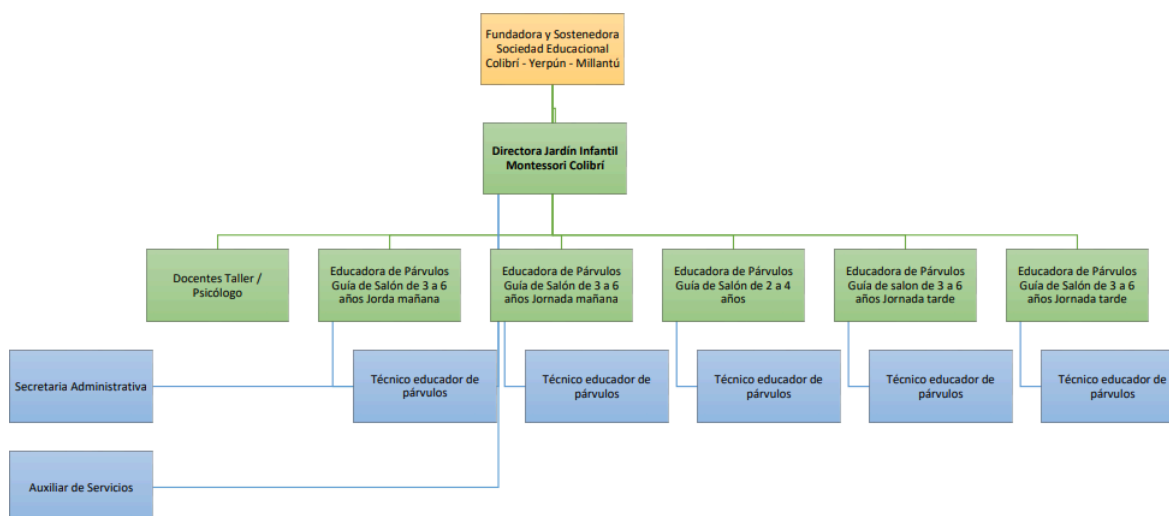 Fundadora y Sostenedora
Sociedad Educacional
Colibrí - Yerpún - Millantú
Directora Jardín Infantil
Montessori Colibrí
Docentes Taller /
Psicólogo
Educadora de Párvulos
Guía de Salón de 3 a 6
años Jorda mañana
Educadora de Párvulos
Guía de Salón de 3 a 6
años Jornada mañana
Educadora de Párvulos
Guía de Salón de 2 a 4
años
Educadora de Párvulos
Guía de salon de 3 a 6
años Jornada tarde
Educadora de Párvulos
Guía de Salón de 3 a 6
años Jornada tarde
Secretaria Administrativa
Técnico educador de
párvulos
Técnico educador de
párvulos
Técnico educador de
párvulos
Técnico educador de
párvulos
Técnico educador de
párvulos
Auxiliar de Servicios